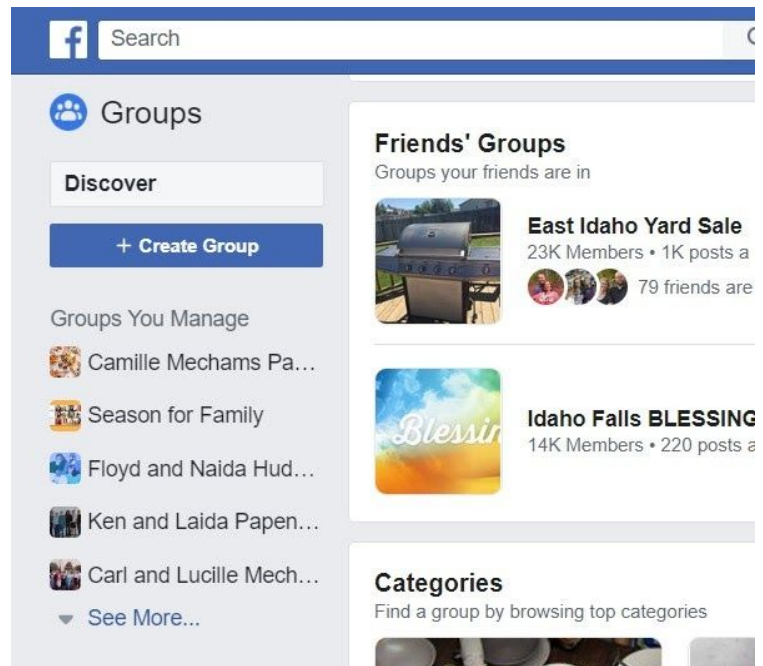 f
Search
Groups
Discover
+ Create Group
Groups You Manage
Camille Mechams Pa...
Season for Family
Floyd and Naida Hud...
Ken and Laida Papen...
Carl and Lucille Mech...
See More...
Friends' Groups
Groups your friends are in
East Idaho Yard Sale
23K Members • 1K posts a
79 friends are
Blessin
Idaho Falls BLESSING
14K Members • 220 posts a
Categories
Find a group by browsing top categories